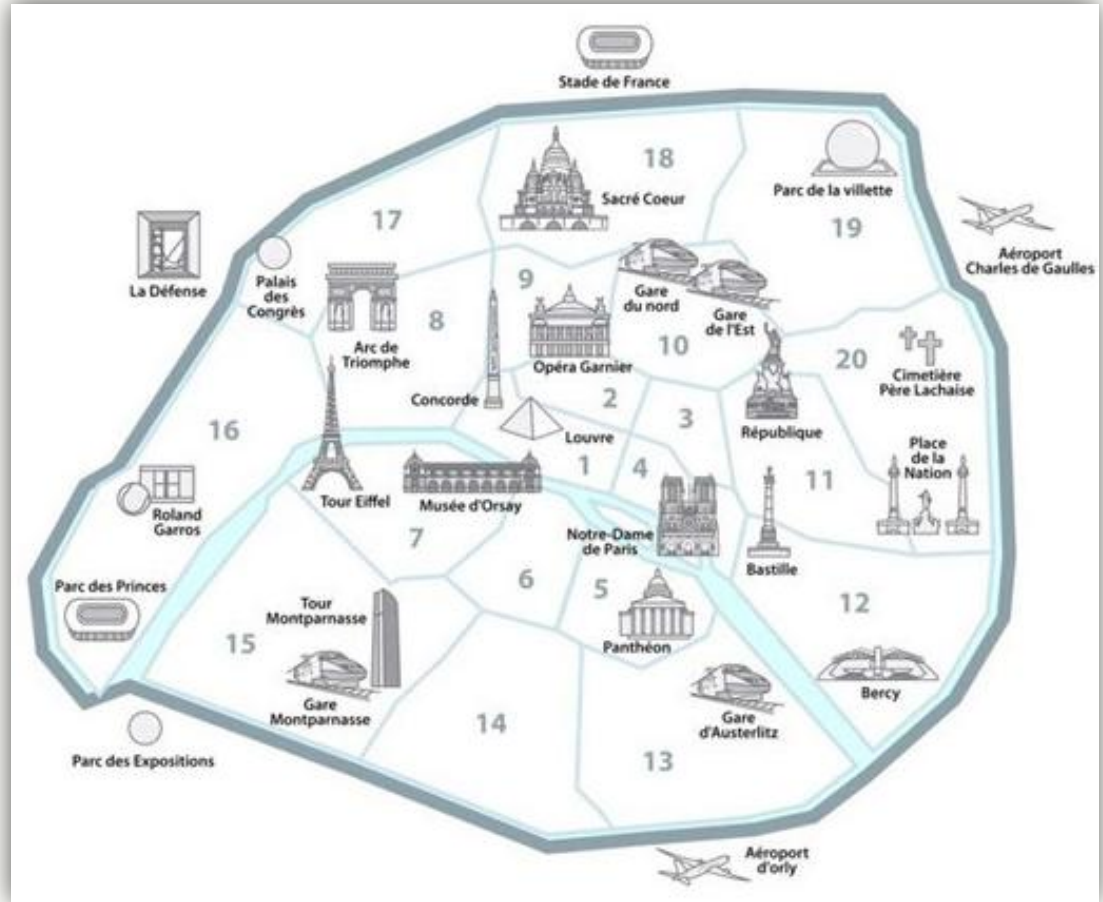 Stade de France
18
Parc de la villette
Sacré Coeur
17
19
Aéroport
Charles de Gaulles
La Défense
Palais
des
Congrès
9
Gare
du nord
Gare
de l'Est
8
Arc de
Triomphe
Opéra Garnier
10
20
Cimetière
Père Lachaise
Concorde
2
3
République
16
Louvre
Place
de la
Nation
1
4
11
Tour Eiffel
Musée d'Orsay
Roland
Garros
7
Notre-Dame
de Paris
Bastille
6
5
12
Parc des Princes
Tour
Montparnasse
15
Panthéon
Bercy
Gare
Montparnasse
14
Gare
d'Austerlitz
Parc des Expositions
13
Aéroport
d'orly